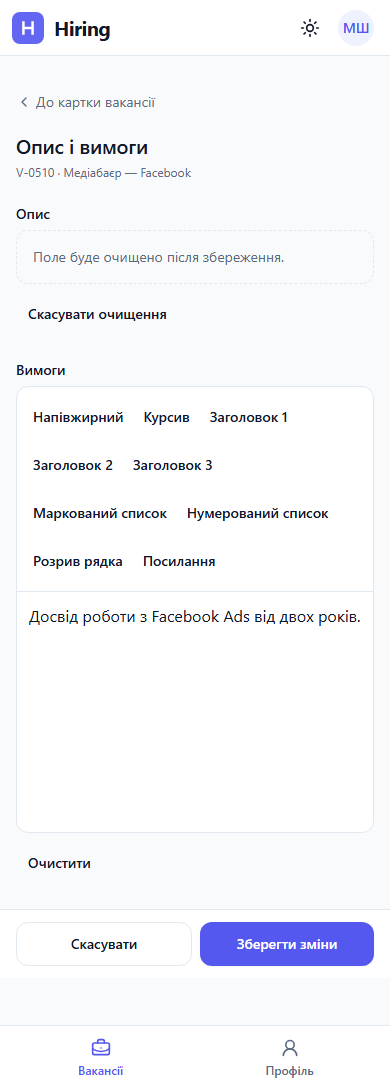 H Hiring
МШ
До картки вакансії
Опис і вимоги
V-0510 · Медіабаєр — Facebook
Опис
Поле буде очищено після збереження.
Скасувати очищення
Вимоги
Напівжирний Курсив Заголовок 1
Заголовок 2 Заголовок 3
Маркований список Нумерований список
Розрив рядка Посилання
Досвід роботи з Facebook Ads від двох років.
Очистити
Скасувати Зберегти зміни
Вакансії Профіль